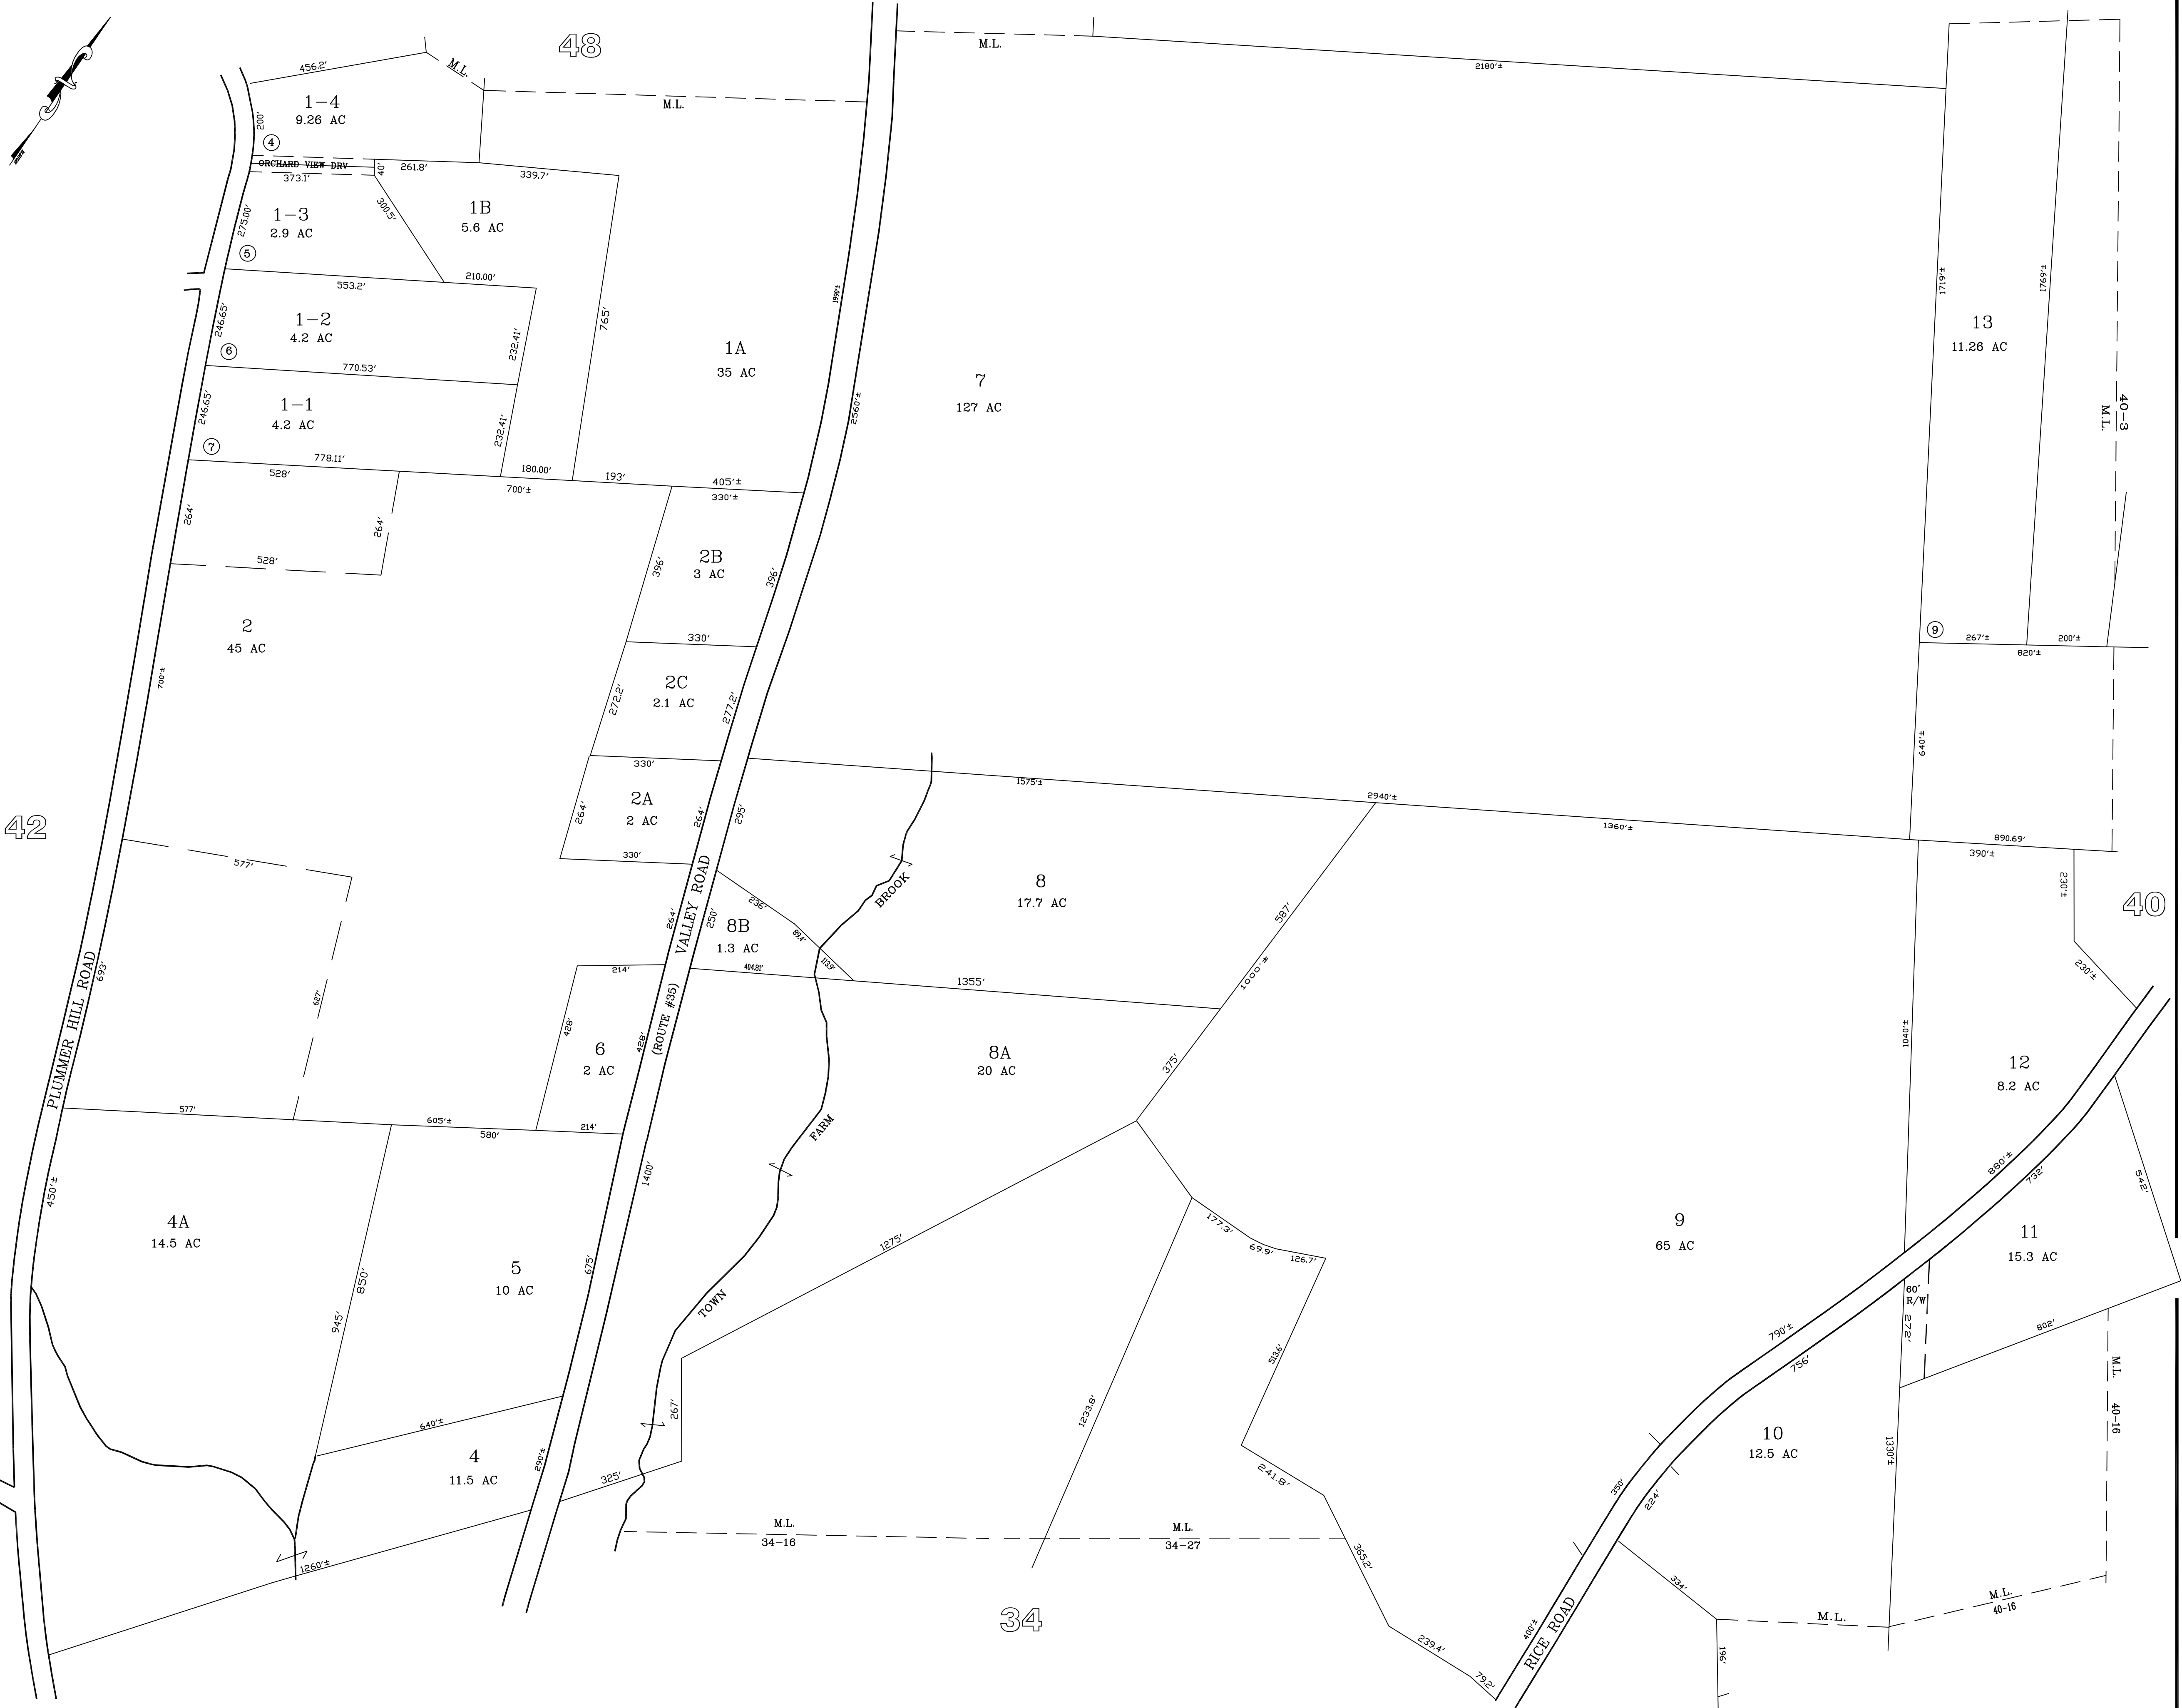 48
M.L.
2180'±
456.2'
M.L.
M.L.
1-4
9.26 AC
200'
4
ORCHARD VIEW DRV
40'
261.8'
339.7'
373.1'
300.5'
1-3
2.9 AC
275.00'
5
1B
5.6 AC
210.00'
553.2'
246.65'
1-2
4.2 AC
232.41'
765'
6
770.53'
246.65'
1-1
4.2 AC
232.41'
7
778.11'
180.00'
193'
405'±
1A
35 AC
1990'±
2560'±
7
127 AC
1719'±
1769'±
13
11.26 AC
40-3
M.L.
528'
700'±
330'±
264'
264'
528'
2
45 AC
700'±
396'
2B
3 AC
396'
330'
272.2'
2C
2.1 AC
277.2'
330'
264'
2A
2 AC
264'
330'
295'
9
267'±
200'±
820'±
640'±
1575'±
2940'±
1360'±
890.69'
390'±
230'±
230'±
42
40
577'
693'
627'
PLUMMER HILL ROAD
VALLEY ROAD
(ROUTE #35)
264'
250'
236'
89.4'
113.9'
8B
1.3 AC
404.81'
1355'
BROOK
8
17.7 AC
587'
1000'±
375'
214'
428'
6
2 AC
428'
8A
20 AC
FARM
1040'±
12
8.2 AC
577'
605'±
580'
214'
450'±
4A
14.5 AC
850'
945'
5
10 AC
675'
1400'
1275'
TOWN
177.3'
69.9'
126.7'
9
65 AC
880'±
732'
542'
11
15.3 AC
60'
R/W
272'
802'
790'±
756'
513.6'
1233.8'
267'
640'±
4
11.5 AC
290'±
325'
1260'±
241.8'
350'
224'
10
12.5 AC
1330'±
M.L.
40-16
M.L.
34-16
M.L.
34-27
365.2'
34
239.4'
79.2'
400'±
RICE ROAD
334'
196'
M.L.
M.L.
40-16